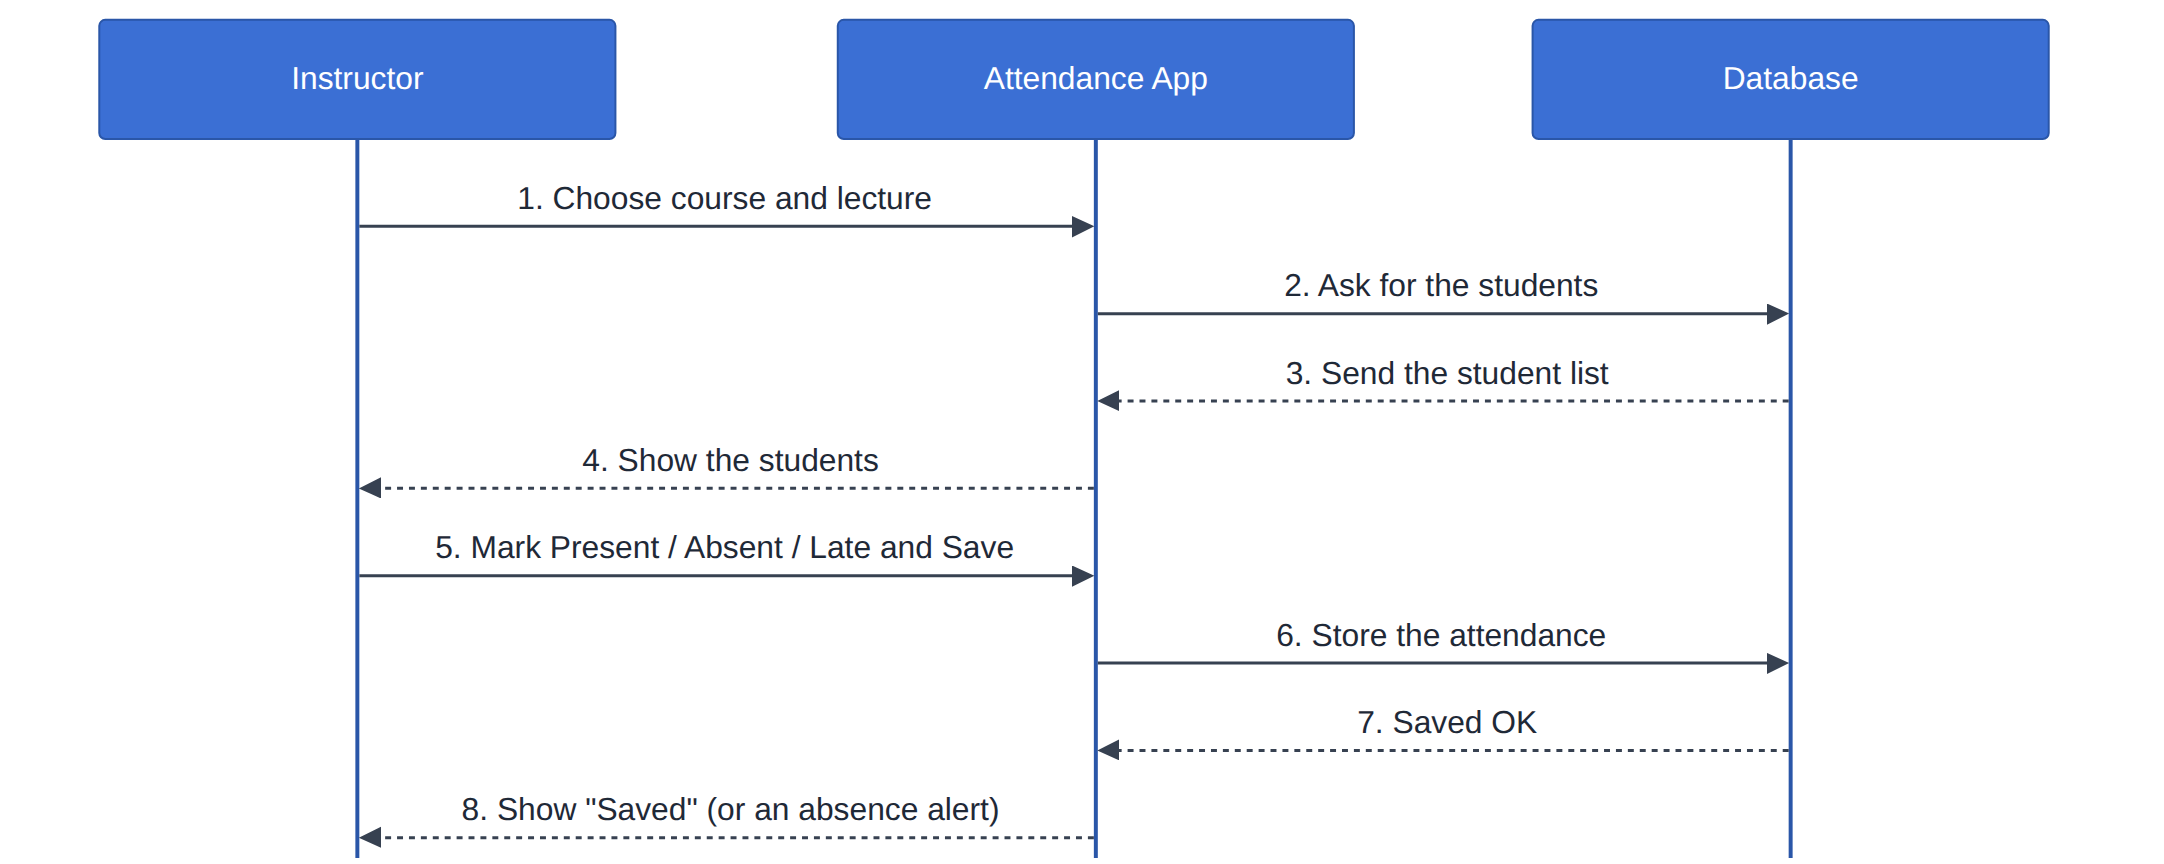 Instructor
Attendance App
Database
1. Choose course and lecture
2. Ask for the students
3. Send the student list
4. Show the students
5. Mark Present / Absent / Late and Save
6. Store the attendance
7. Saved OK
8. Show "Saved" (or an absence alert)